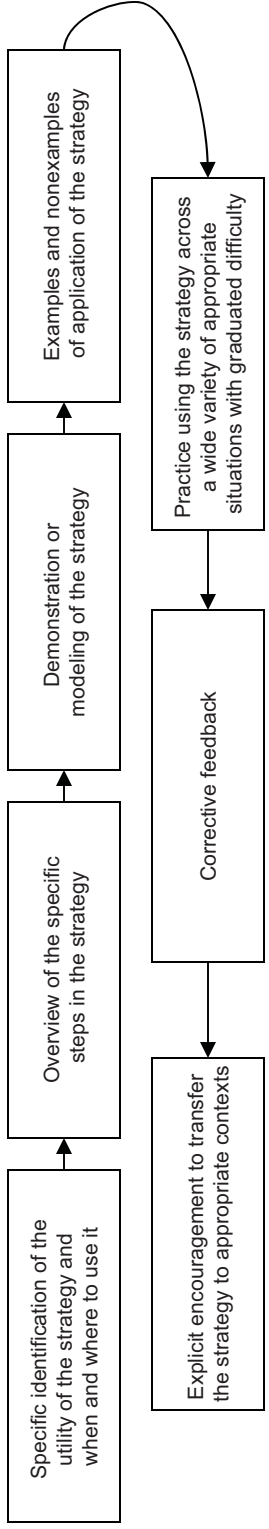 Specific identification of the
utility of the strategy and
when and where to use it
Overview of the specific
steps in the strategy
Demonstration or
modeling of the strategy
Examples and nonexamples
of application of the strategy
Practice using the strategy across
a wide variety of appropriate
situations with graduated difficulty
Corrective feedback
Explicit encouragement to transfer
the strategy to appropriate contexts